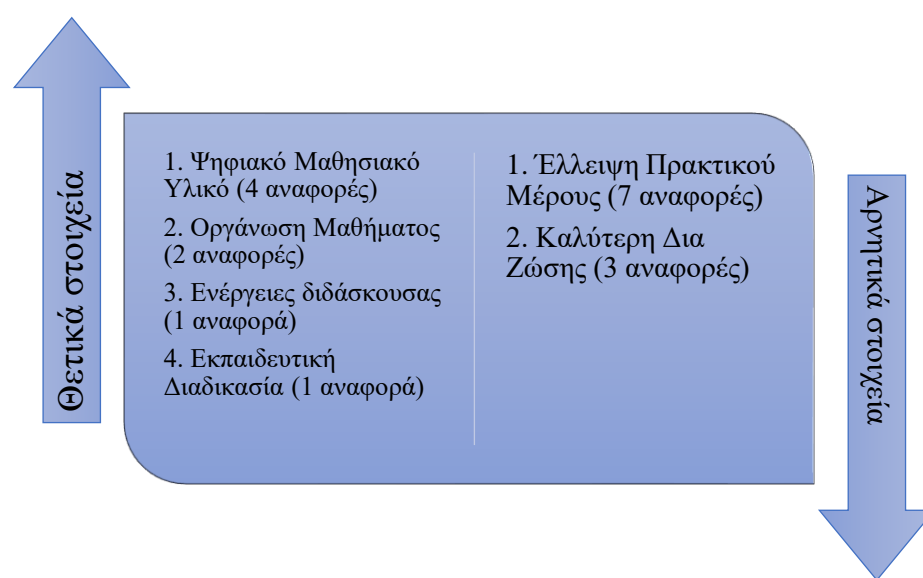 Θετικά στοιχεία
1. Ψηφιακό Μαθησιακό
Υλικό (4 αναφορές)
2. Οργάνωση Μαθήματος
(2 αναφορές)
3. Ενέργειες διδάσκουσας
(1 αναφορά)
4. Εκπαιδευτική
Διαδικασία (1 αναφορά)
1. Έλλειψη Πρακτικού
Μέρους (7 αναφορές)
2. Καλύτερη Δια
Ζώσης (3 αναφορές)
Αρνητικά στοιχεία